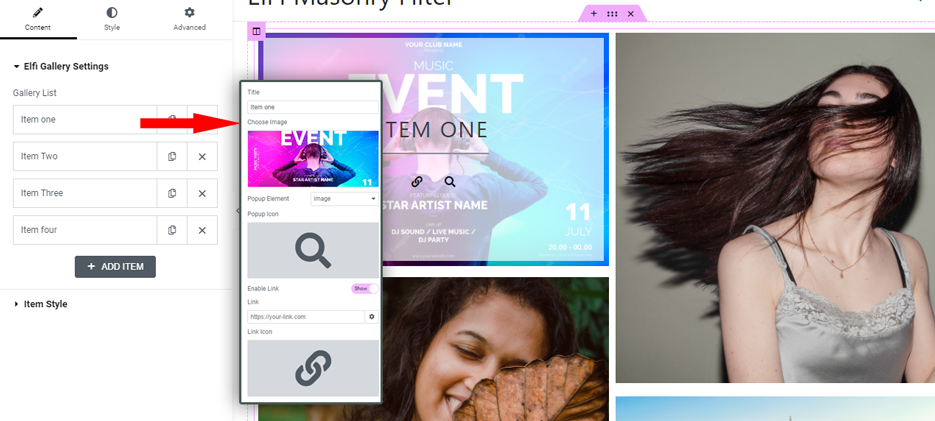 Elfi Masonry Filter
Content
Style
Advanced
Elfi Gallery Settings
Gallery List
Item one
Item Two
Item Three
Item four
+ ADD ITEM
Item Style
Title
Item one
Choose Image
EVENT
STAR ARTIST NAME
11
Popup Element
image
Popup Icon
Enable Link
Show
Link
https://your-link.com
Link Icon
YOUR CLUB NAME
MUSIC
EVENT
ITEM ONE
STAR ARTIST NAME
DJ SOUND / LIVE MUSIC /
DJ PARTY
11
JULY
20.00 - 00.00